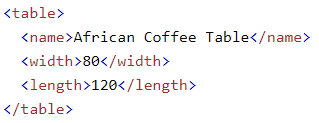 <table>
  <name>African Coffee Table</name>
  <width>80</width>
  <length>120</length>
</table>